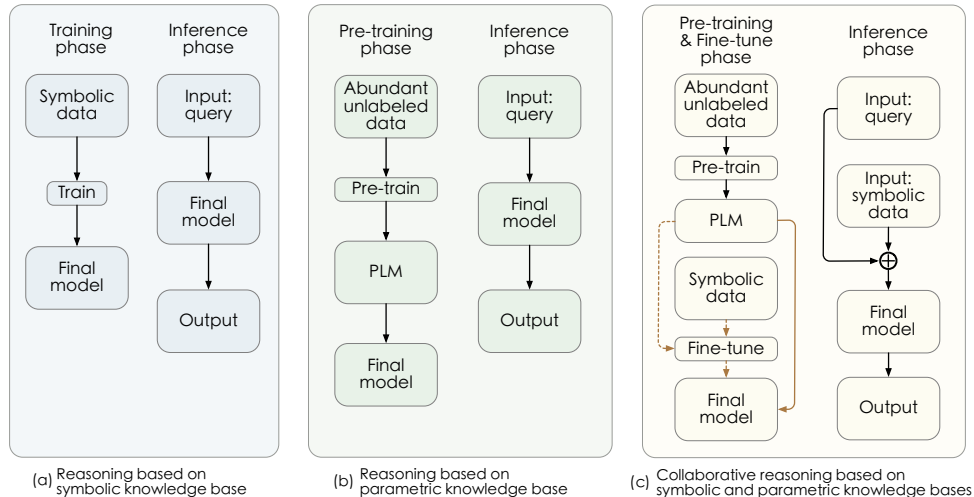 Training
phase
Inference
phase
Symbolic
data
Train
Final
model
Input:
query
Final
model
Output
(a) Reasoning based on
symbolic knowledge base
Pre-training
phase
Inference
phase
Abundant
unlabeled
data
Pre-train
PLM
Final
model
Input:
query
Final
model
Output
(b) Reasoning based on
parametric knowledge base
Pre-training
& Fine-tune
phase
Inference
phase
Abundant
unlabeled
data
Pre-train
PLM
Symbolic
data
Fine-tune
Final
model
Input:
query
Input:
symbolic
data
Final
model
Output
(c) Collaborative reasoning based on
symbolic and parametric knowledge bases